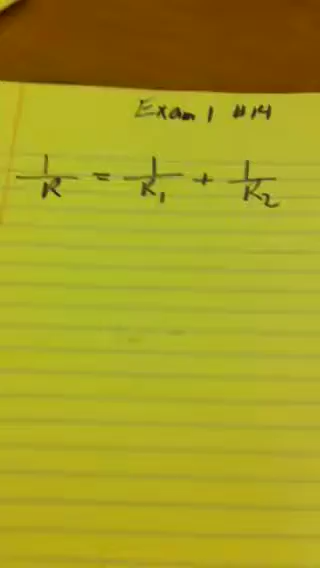 Exam 1 #14
1/R = 1/R₁ + 1/R₂